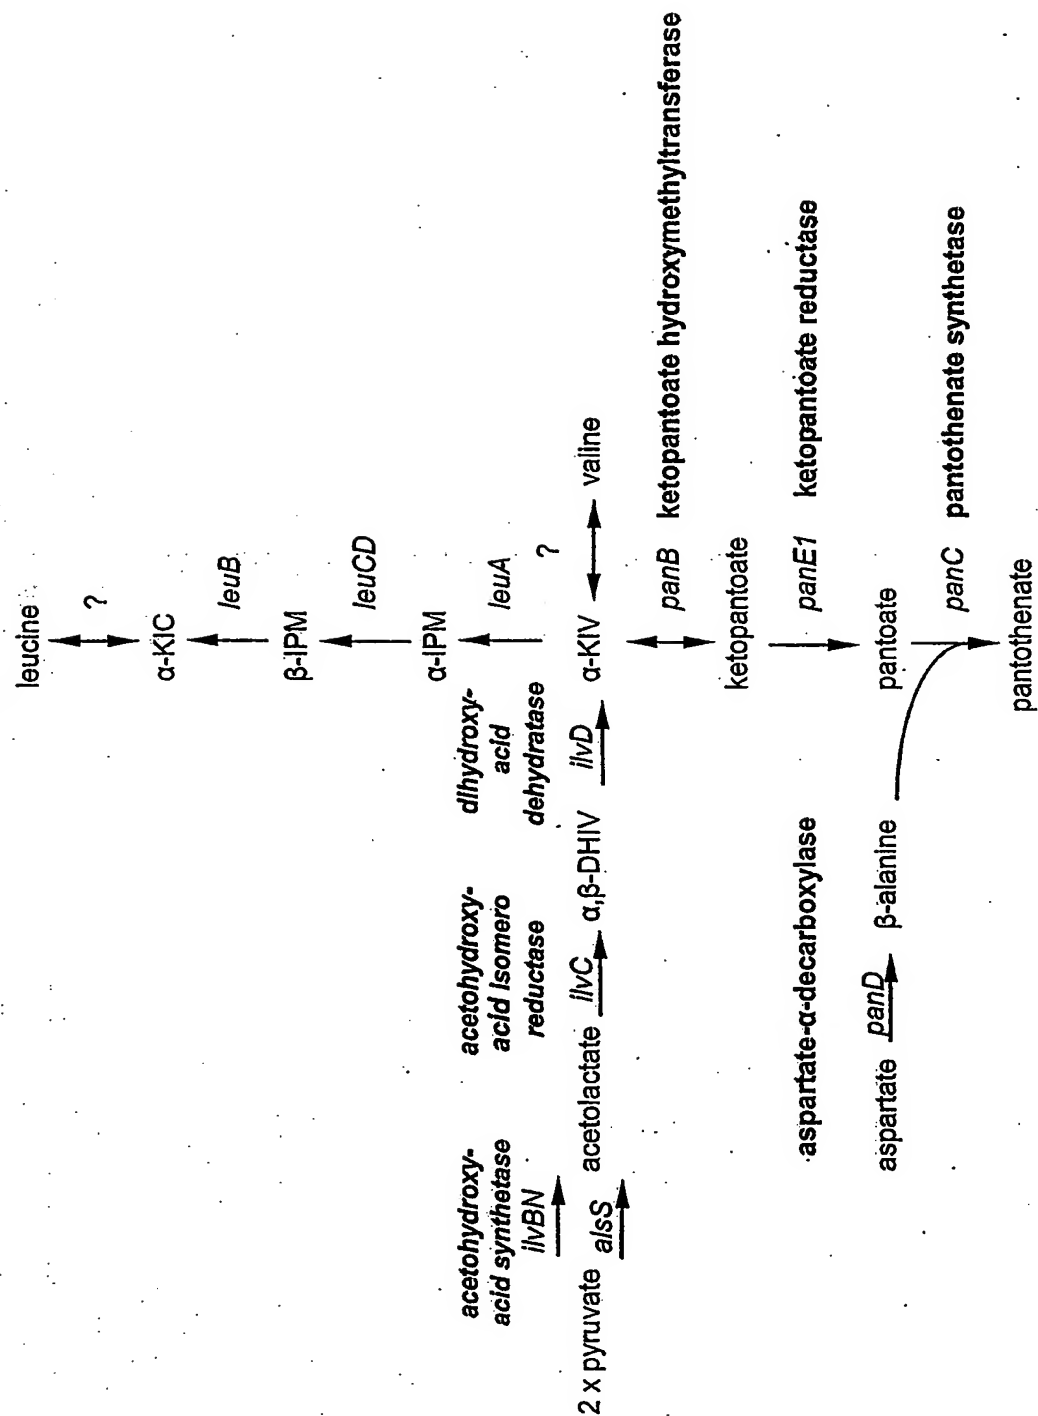 leucine
?
α-KIC
leuB
β-IPM
leuCD
α-IPM
acetohydroxy-
acid synthetase
ilvBN
acetohydroxy-
acid isomero
reductase
dihydroxy-
acid
dehydratase
leuA
?
2 x pyruvate alsS acetolactate ilvC α,β-DHIV ilvD α-KIV valine
panB ketopantoate hydroxymethyltransferase
ketopantoate
aspartate-α-decarboxylase
panE1 ketopantoate reductase
aspartate panD β-alanine
pantoate
panC pantothenate synthetase
pantothenate